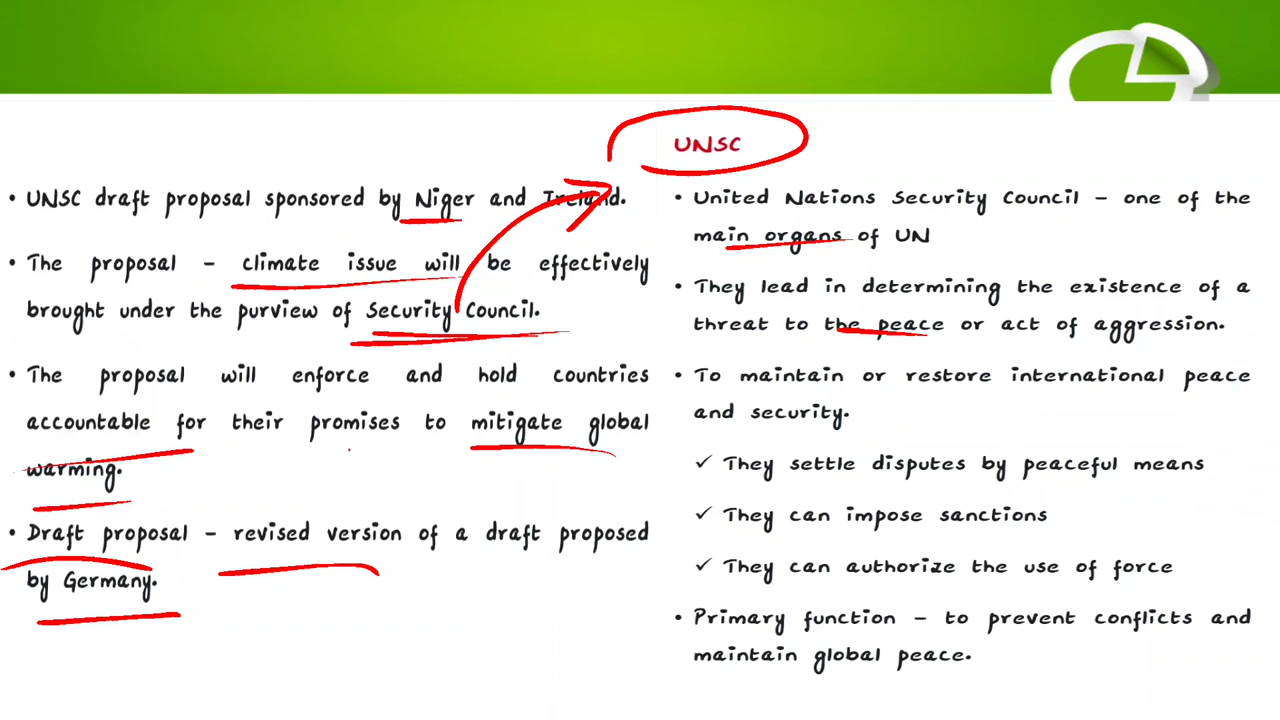 UNSC
• UNSC draft proposal sponsored by Niger and Ireland.
• The proposal – climate issue will be effectively
brought under the purview of Security Council.
• The proposal will enforce and hold countries
accountable for their promises to mitigate global
warming.
• Draft proposal – revised version of a draft proposed
by Germany.
• United Nations Security Council – one of the
main organs of UN
• They lead in determining the existence of a
threat to the peace or act of aggression.
• To maintain or restore international peace
and security.
✓ They settle disputes by peaceful means
✓ They can impose sanctions
✓ They can authorize the use of force
• Primary function – to prevent conflicts and
maintain global peace.